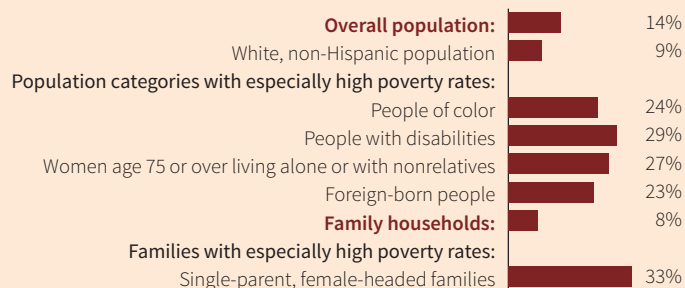 Overall population: 14%
White, non-Hispanic population 9%
Population categories with especially high poverty rates:
People of color 24%
People with disabilities 29%
Women age 75 or over living alone or with nonrelatives 27%
Foreign-born people 23%
Family households: 8%
Families with especially high poverty rates:
Single-parent, female-headed families 33%